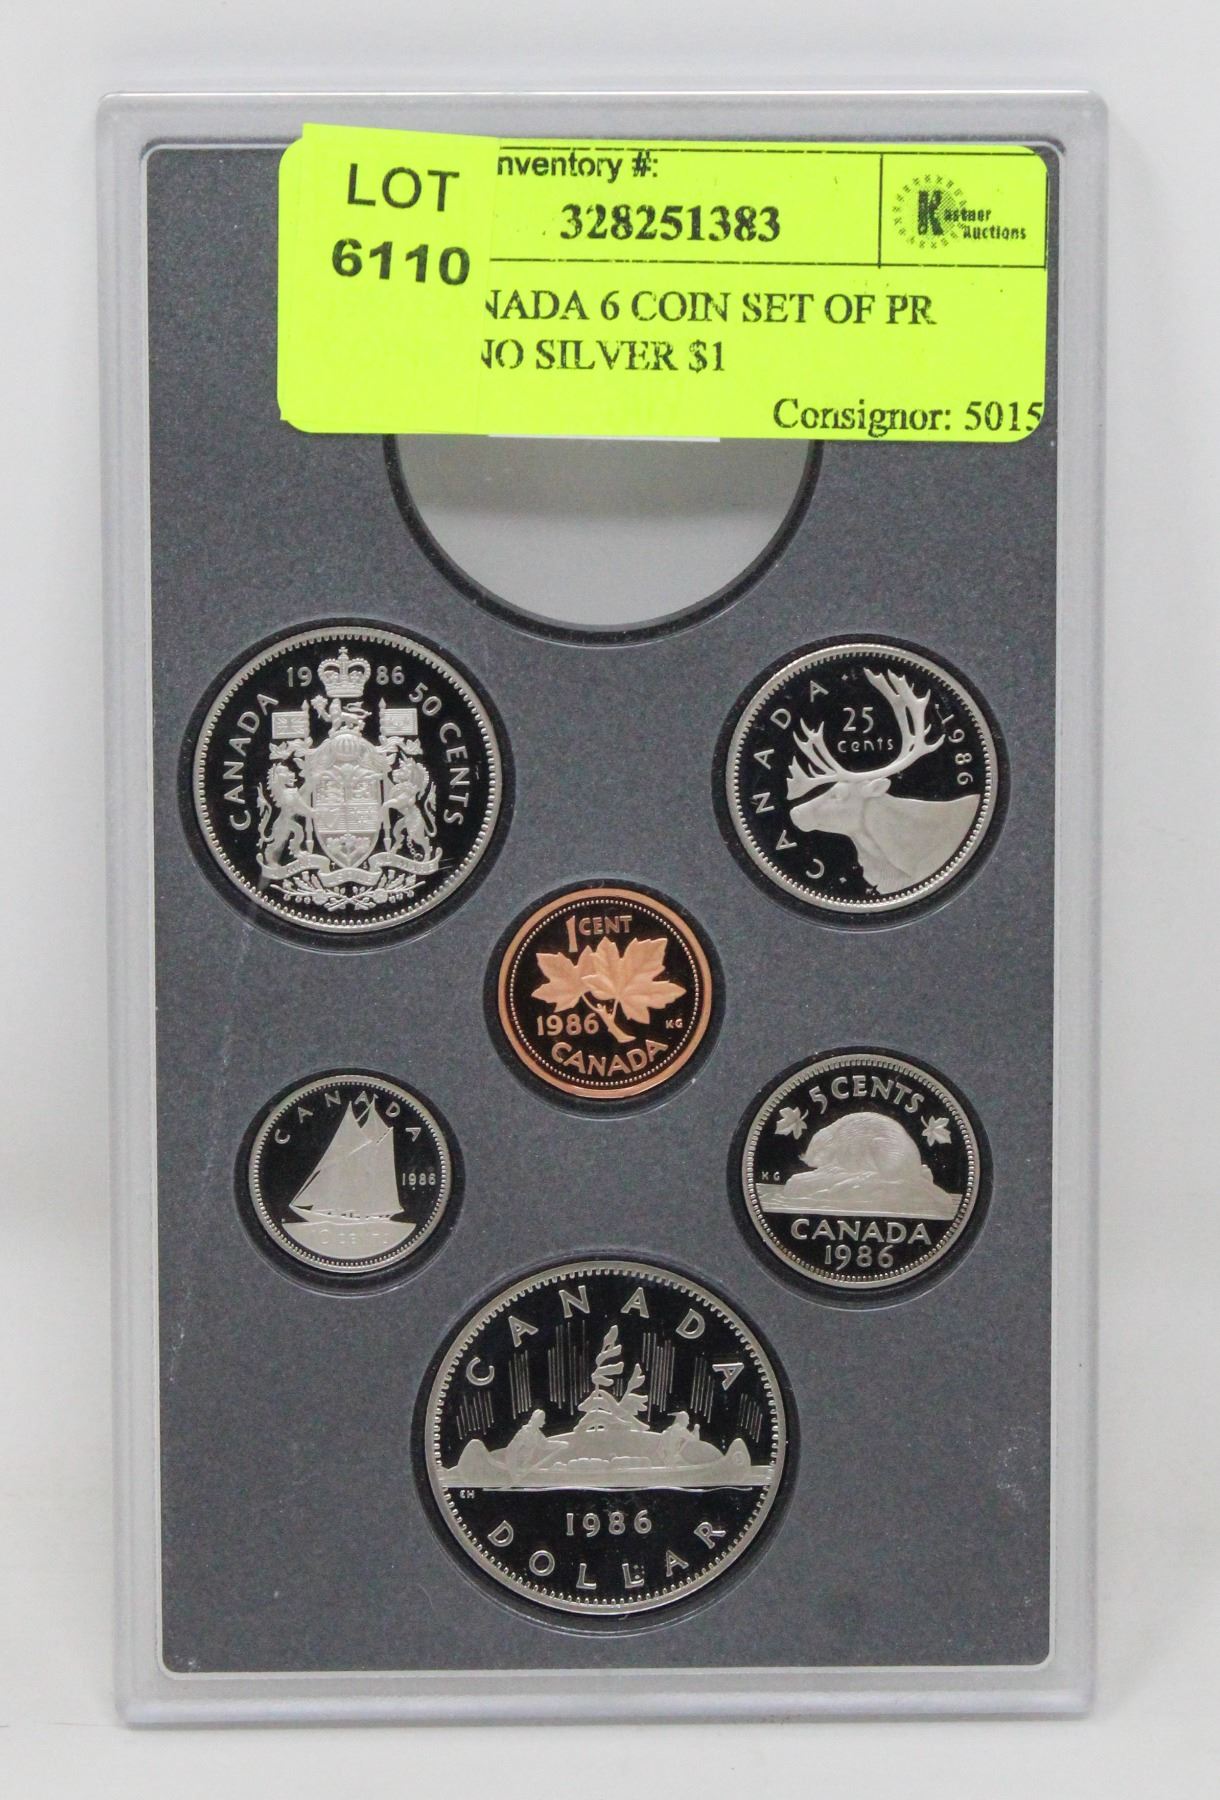 LOT
6110
nventory #:
328251383
Kastner
Auctions
NADA 6 COIN SET OF PR
NO SILVER $1
Consignor: 5015
CANADA 1986 50 CENTS
CANADA 25 cents 1986
1 CENT
1986
KG
CANADA
CANADA
1986
10 CENTS
5 CENTS
KG
CANADA
1986
CANADA
EH
1986
DOLLAR